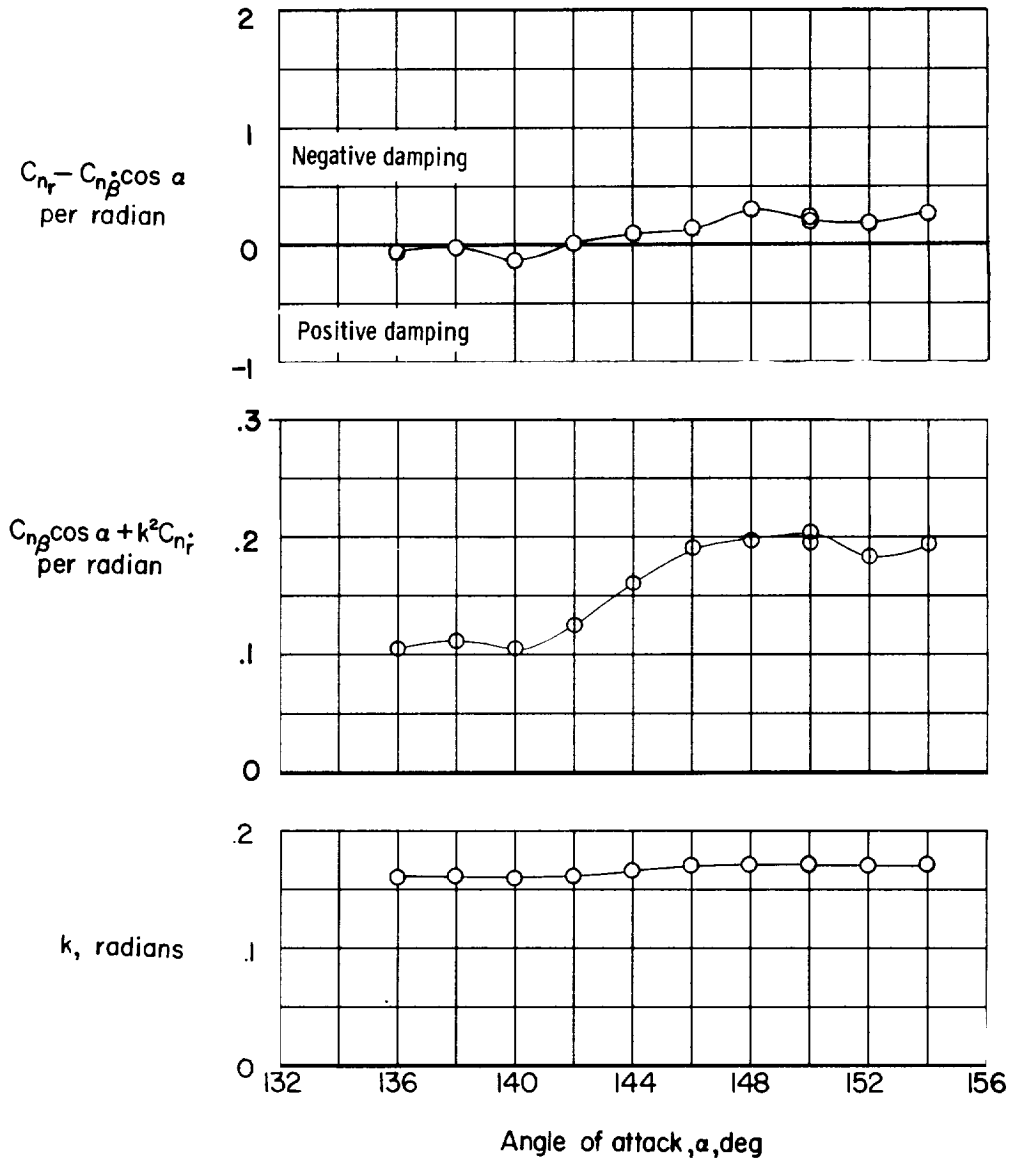 2
1
Negative damping
C_{n_r} − C_{n_β̇} cos α
per radian
0
Positive damping
-1
.3
C_{n_β} cos α + k²C_{n_ṙ}
per radian
.2
.1
0
.2
k, radians
.1
0
132 136 140 144 148 152 156
Angle of attack, α, deg